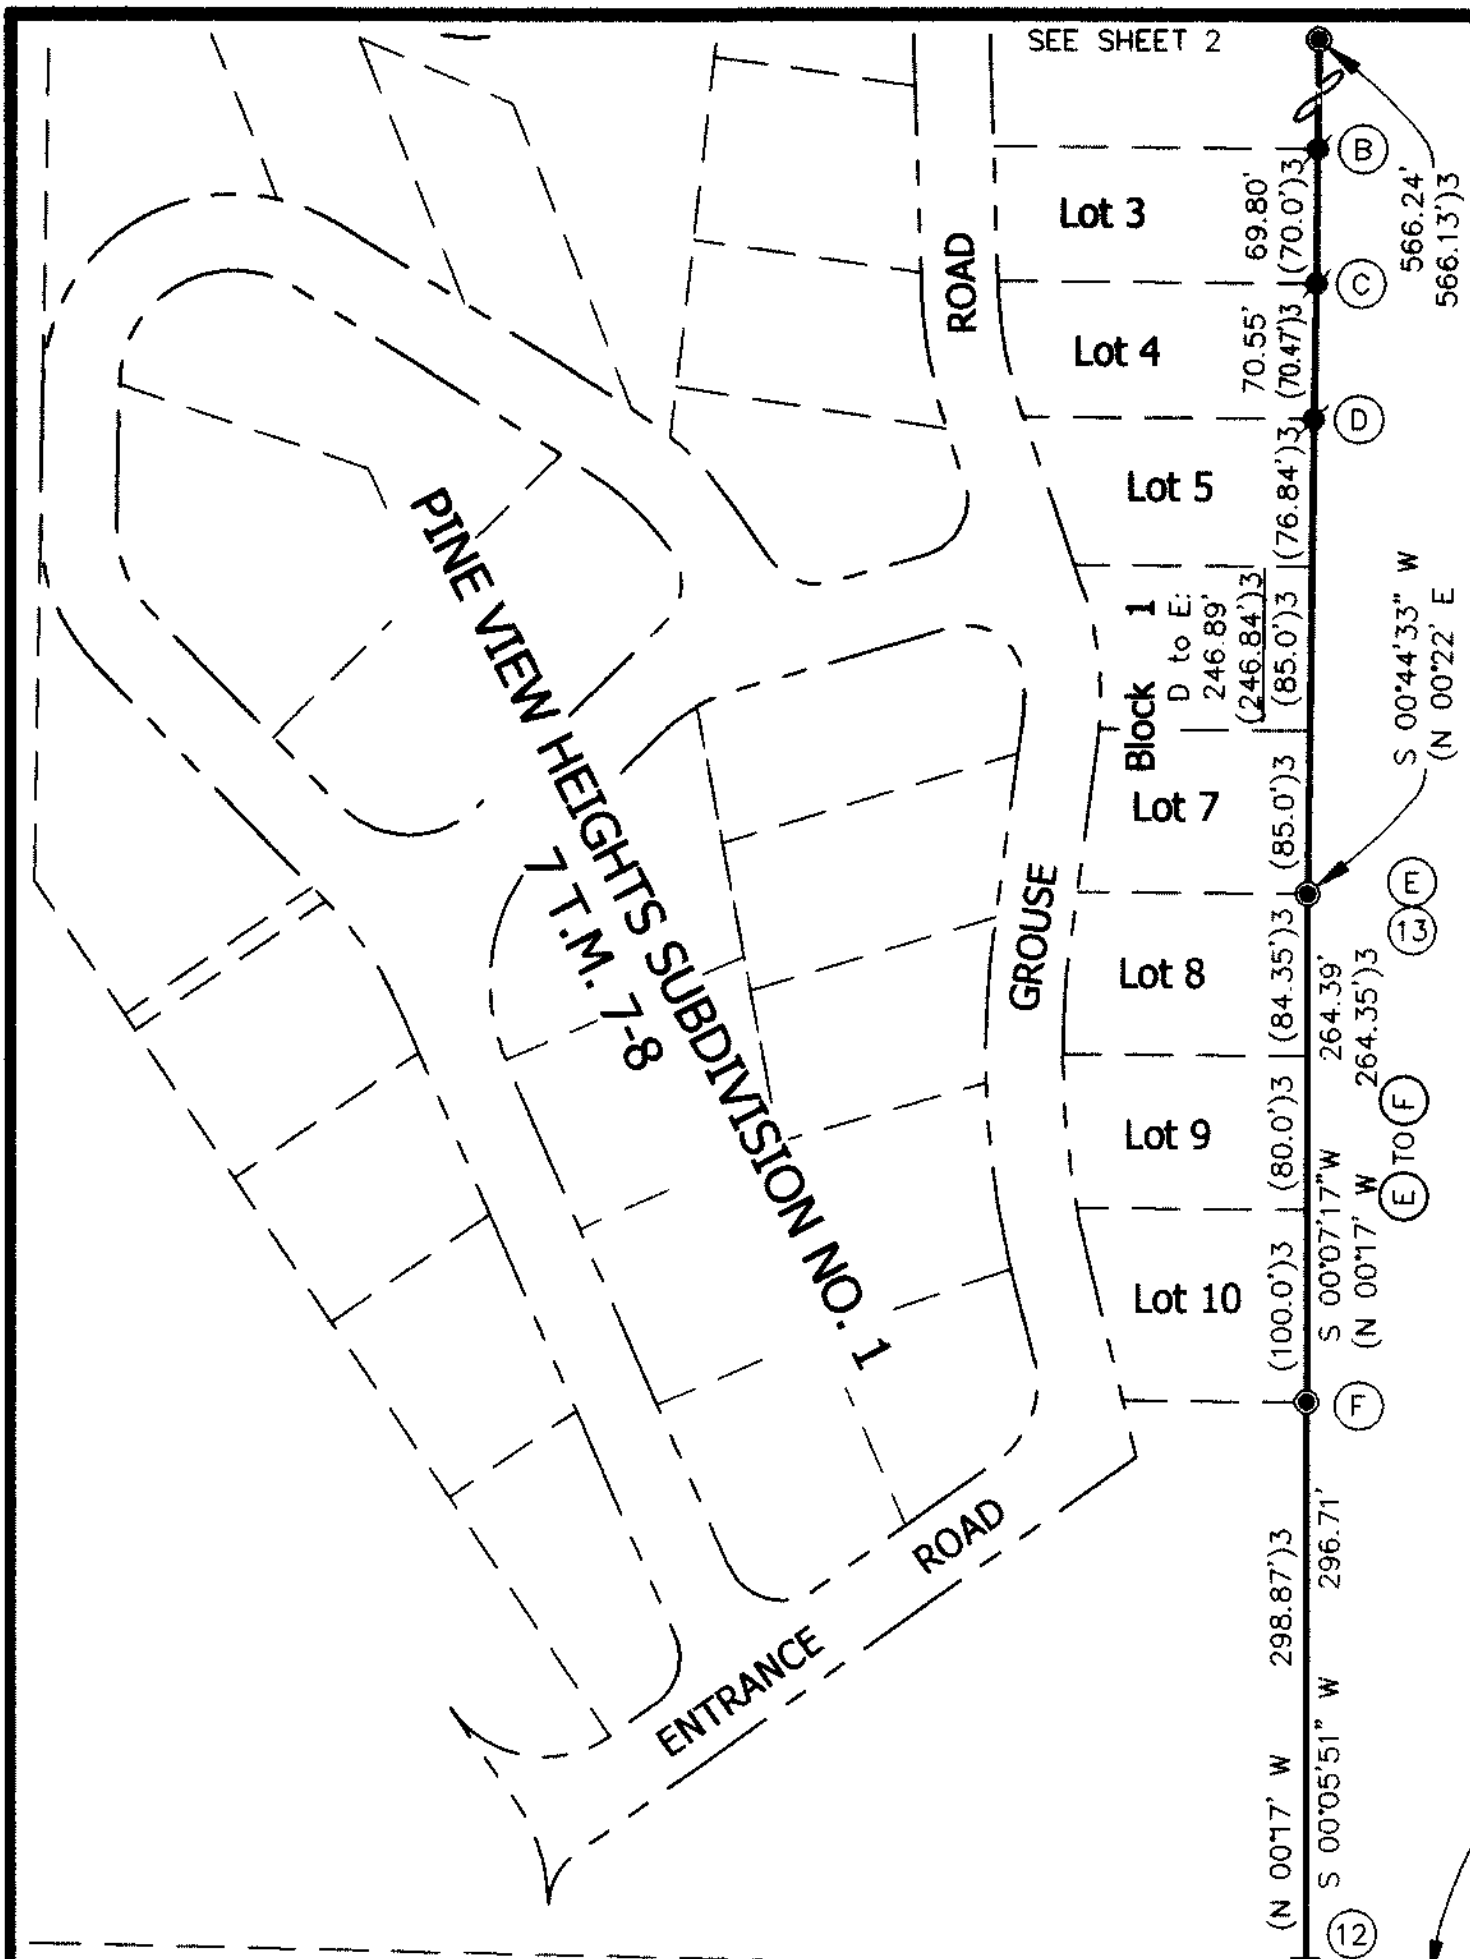 SEE SHEET 2
B
Lot 3
69.80'
(70.0')3
566.24'
566.13')3
C
ROAD
Lot 4
70.55'
(70.47')3
D
Lot 5
(76.84')3
Block 1
D to E:
246.89'
(246.84')3
(85.0')3
S 00°44'33" W
(N 00°22' E
Lot 7
(85.0')3
E
13
GROUSE
Lot 8
(84.35')3
264.39'
264.35')3
Lot 9
(80.0')3
S 00°07'17"W
(N 00°17' W
E TO F
Lot 10
(100.0')3
F
PINE VIEW HEIGHTS SUBDIVISION NO. 1
7 T.M. 7-8
ENTRANCE ROAD
(N 00°17' W 298.87')3
S 00°05'51" W 296.71'
12